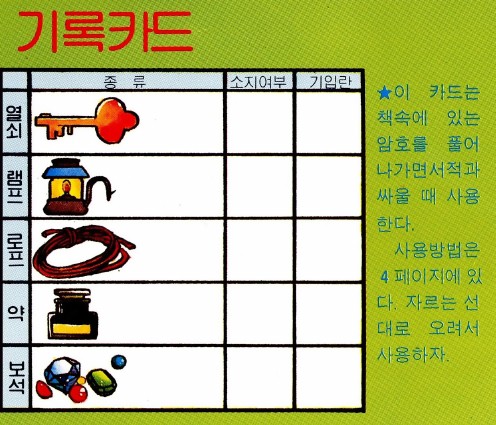 기록카드
종 류 소지여부 기입란
열쇠
램프
로프
약
보석
★이 카드는
책속에 있는
암호를 풀어
나가면서적과
싸울 때 사용
한다.
사용방법은
4 페이지에 있
다. 자르는 선
대로 오려서
사용하자.